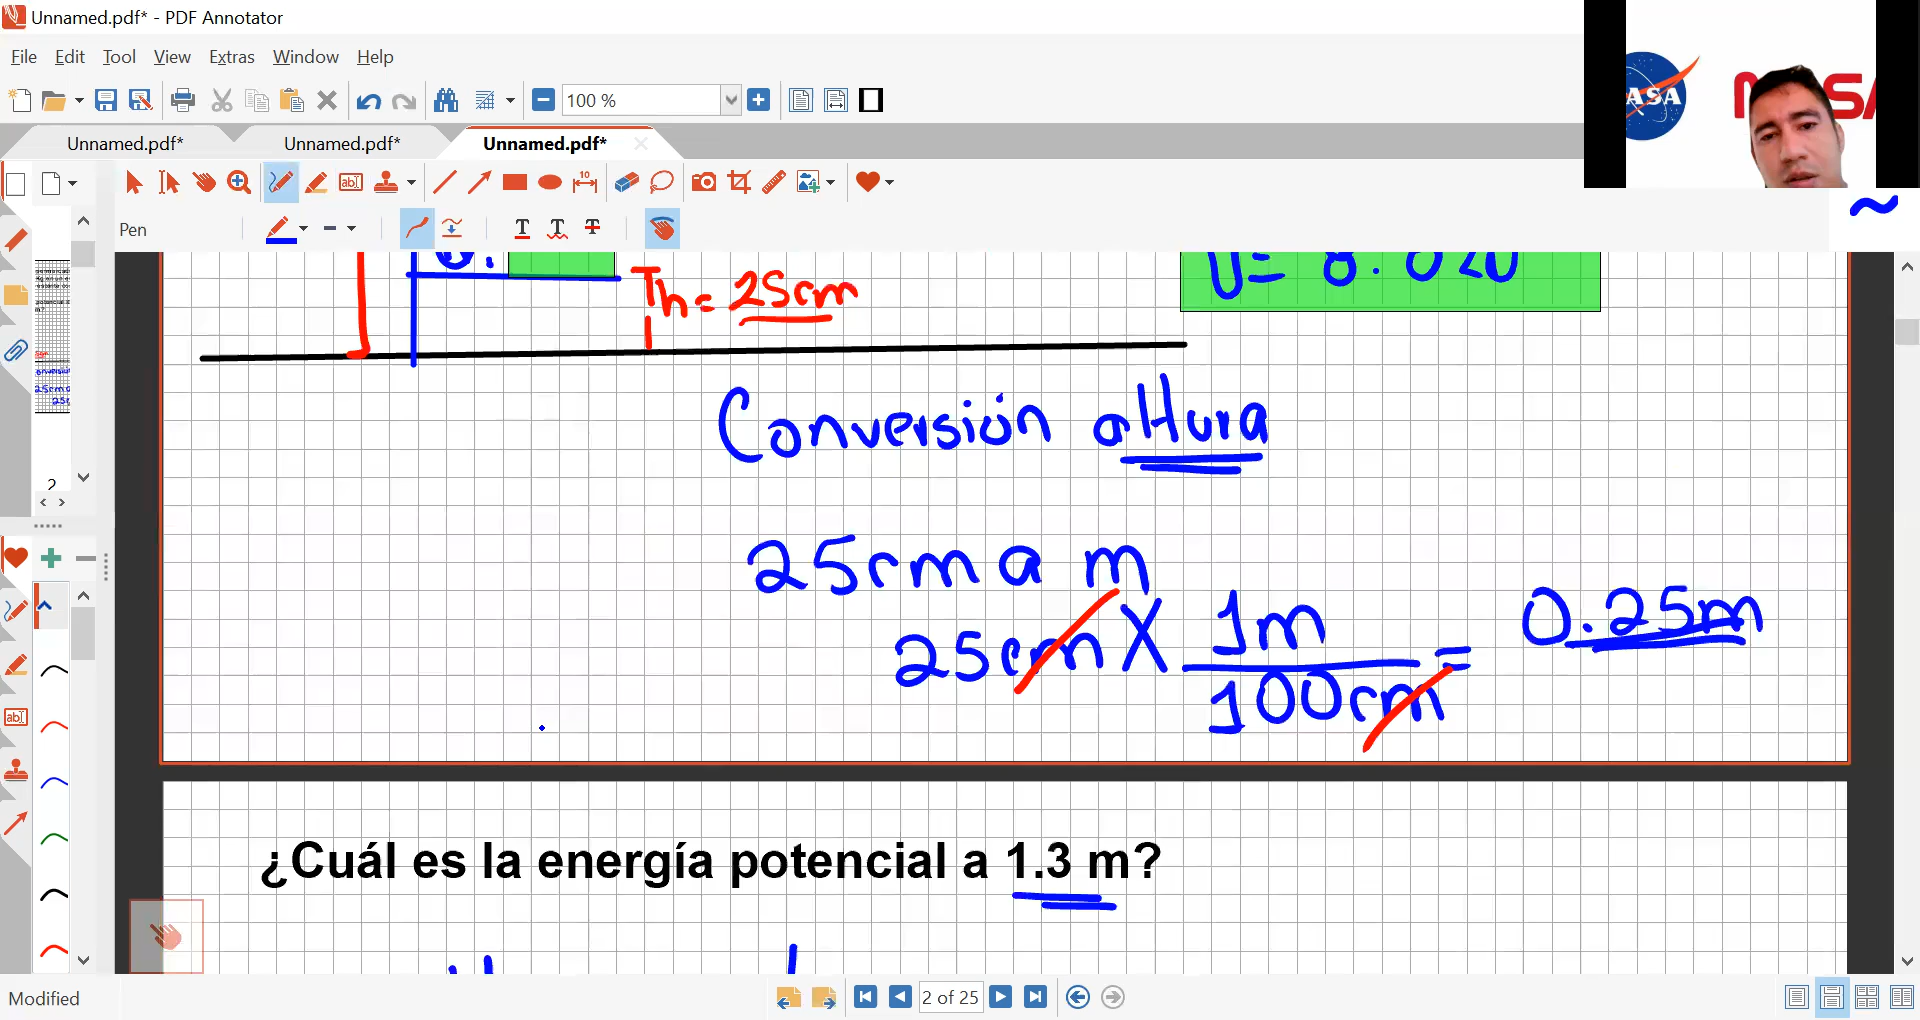 Unnamed.pdf* - PDF Annotator
File Edit Tool View Extras Window Help
100 %
Unnamed.pdf* Unnamed.pdf* Unnamed.pdf*
Pen
NASA
h= 25cm
Conversión altura
25cm a m
25cm X 1m
100cm
= 0.25m
¿Cuál es la energía potencial a 1.3 m?
2
Modified
2 of 25